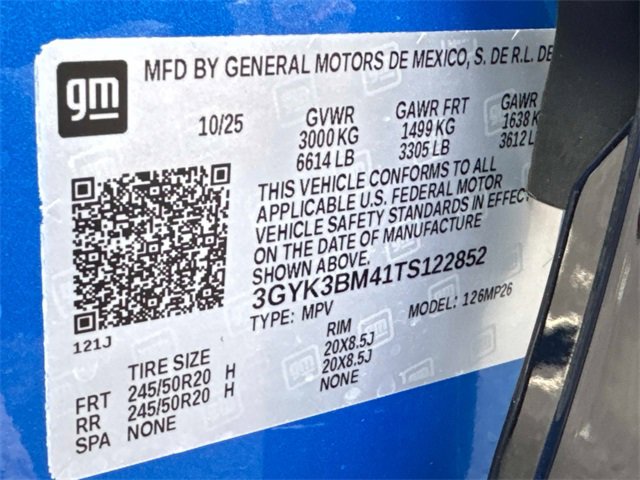 gm
MFD BY GENERAL MOTORS DE MEXICO, S. DE R.L. DE
10/25
GVWR
3000 KG
6614 LB
GAWR FRT
1499 KG
3305 LB
GAWR
1638 K
3612 L
THIS VEHICLE CONFORMS TO ALL
APPLICABLE U.S. FEDERAL MOTOR
VEHICLE SAFETY STANDARDS IN EFFECT
ON THE DATE OF MANUFACTURE
SHOWN ABOVE.
3GYK3BM41TS122852
TYPE: MPV MODEL: 126MP26
121J
TIRE SIZE RIM
FRT 245/50R20 H 20X8.5J
RR 245/50R20 H 20X8.5J
SPA NONE NONE